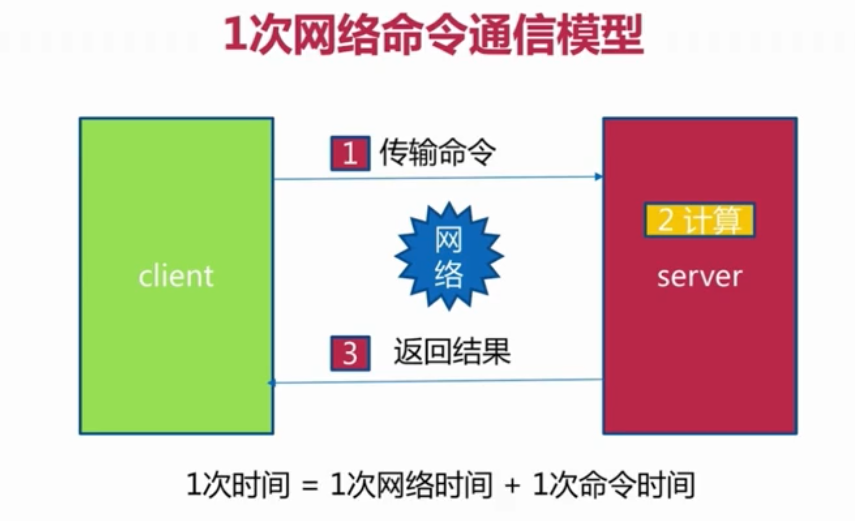 1次网络命令通信模型
1 传输命令
2 计算
网
络
client
server
3 返回结果
1次时间 = 1次网络时间 + 1次命令时间